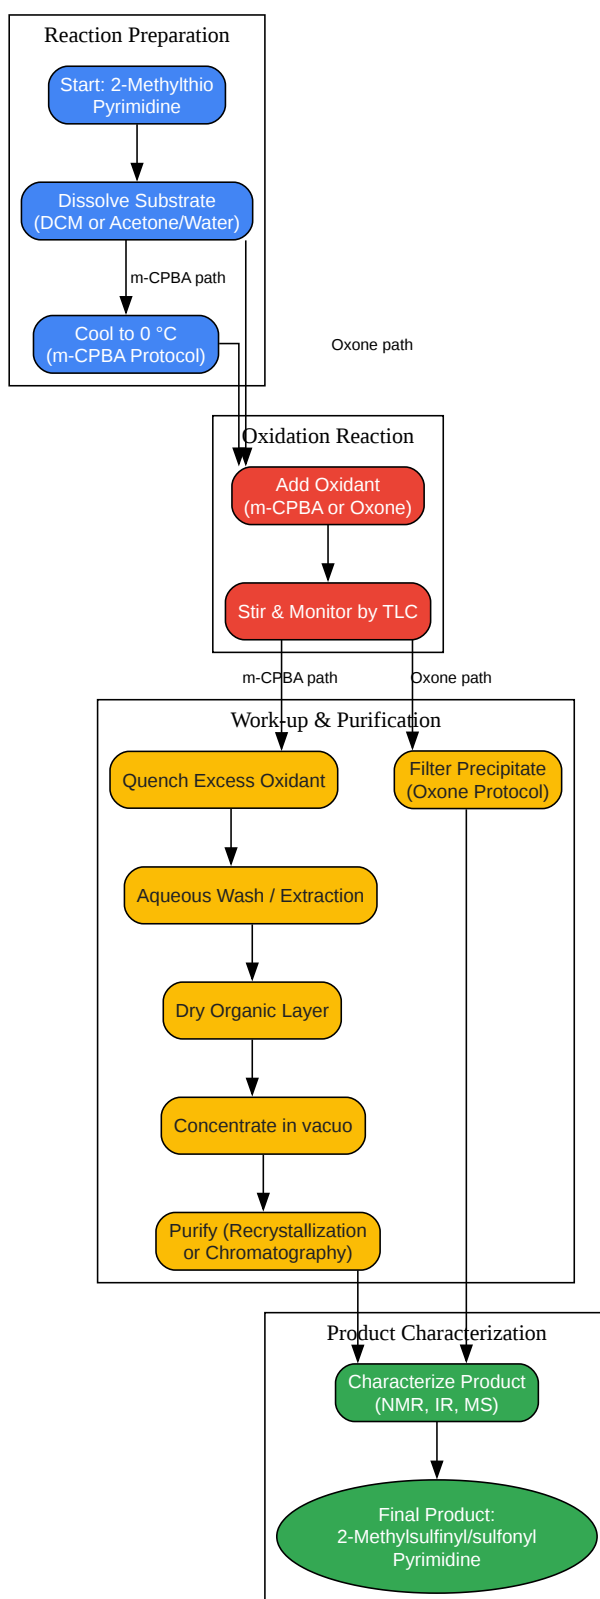 Reaction Preparation
Start: 2-Methylthio
Pyrimidine
Dissolve Substrate
(DCM or Acetone/Water)
m-CPBA path
Cool to 0 °C
(m-CPBA Protocol)
Oxone path
Oxidation Reaction
Add Oxidant
(m-CPBA or Oxone)
Stir & Monitor by TLC
m-CPBA path
Oxone path
Work-up & Purification
Quench Excess Oxidant
Filter Precipitate
(Oxone Protocol)
Aqueous Wash / Extraction
Dry Organic Layer
Concentrate in vacuo
Purify (Recrystallization
or Chromatography)
Product Characterization
Characterize Product
(NMR, IR, MS)
Final Product:
2-Methylsulfinyl/sulfonyl
Pyrimidine